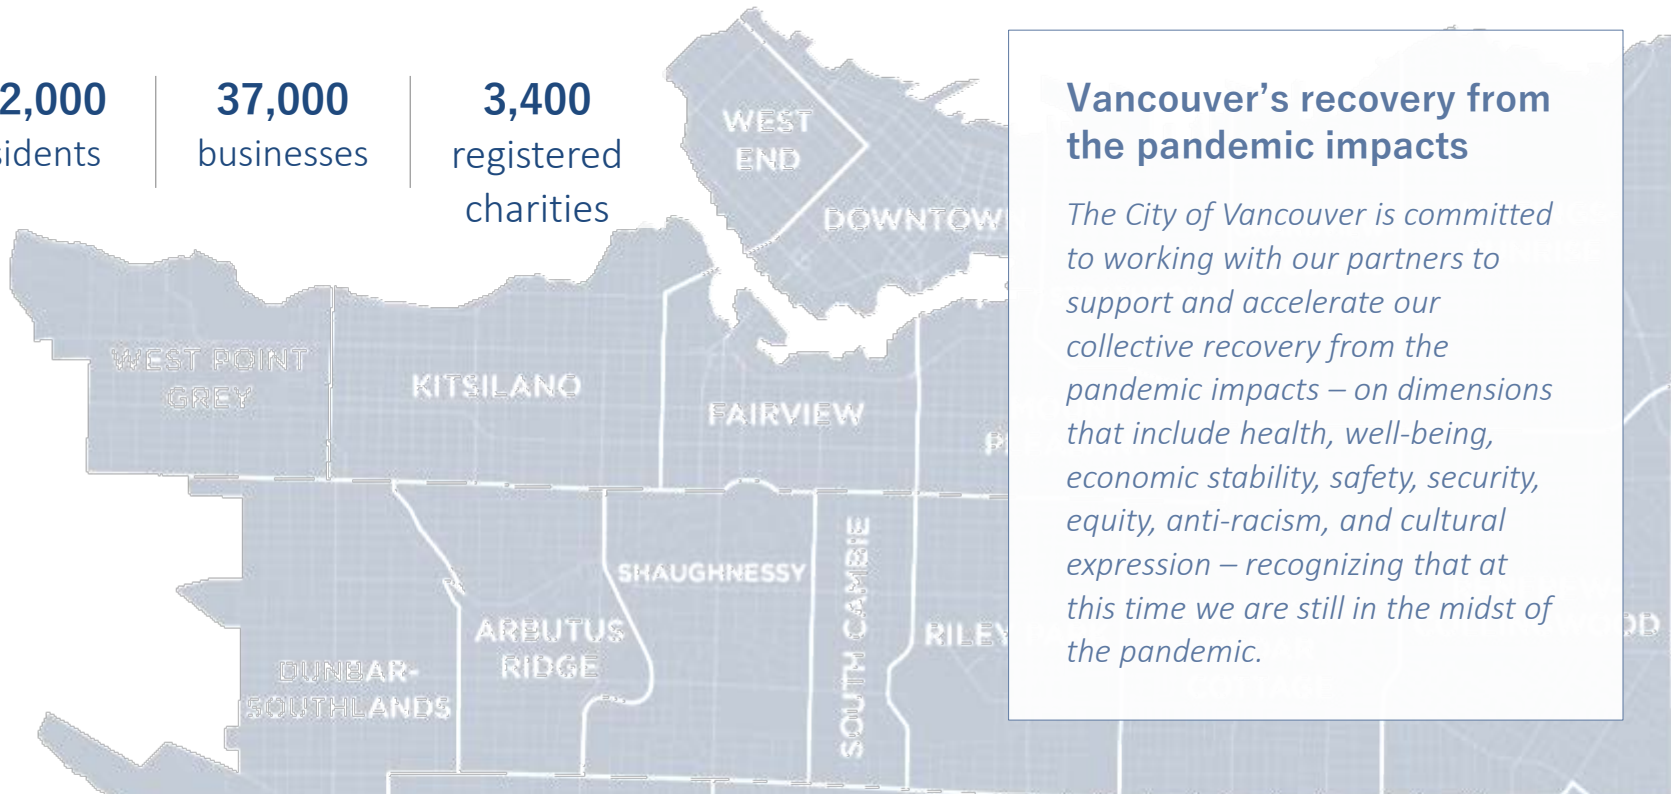 2,000
sidents
37,000
businesses
3,400
registered
charities
Vancouver’s recovery from
the pandemic impacts
The City of Vancouver is committed
to working with our partners to
support and accelerate our
collective recovery from the
pandemic impacts – on dimensions
that include health, well-being,
economic stability, safety, security,
equity, anti-racism, and cultural
expression – recognizing that at
this time we are still in the midst of
the pandemic.
WEST
END
DOWNTOWN
WEST POINT
GREY
KITSILANO
FAIRVIEW
SHAUGHNESSY
SOUTH CAMBIE
ARBUTUS
RIDGE
RILEY
DUNBAR-
SOUTHLANDS